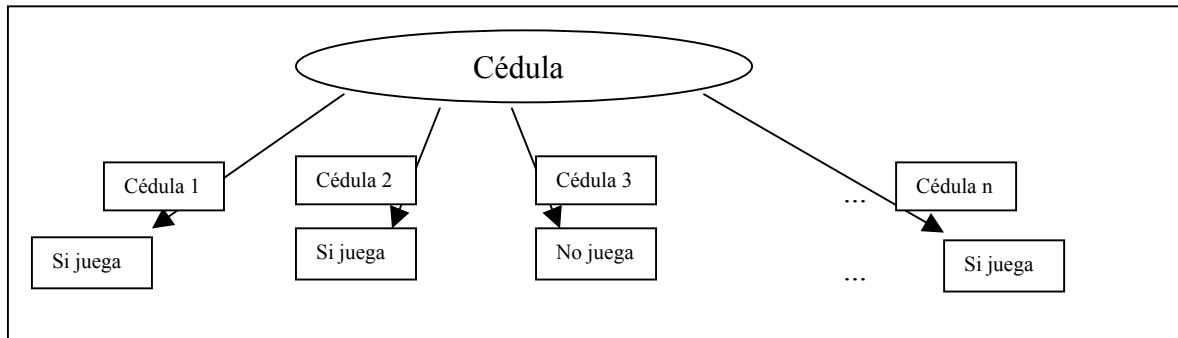 Cédula
Cédula 1
Cédula 2
Cédula 3
...
Cédula n
Si juega
Si juega
No juega
...
Si juega